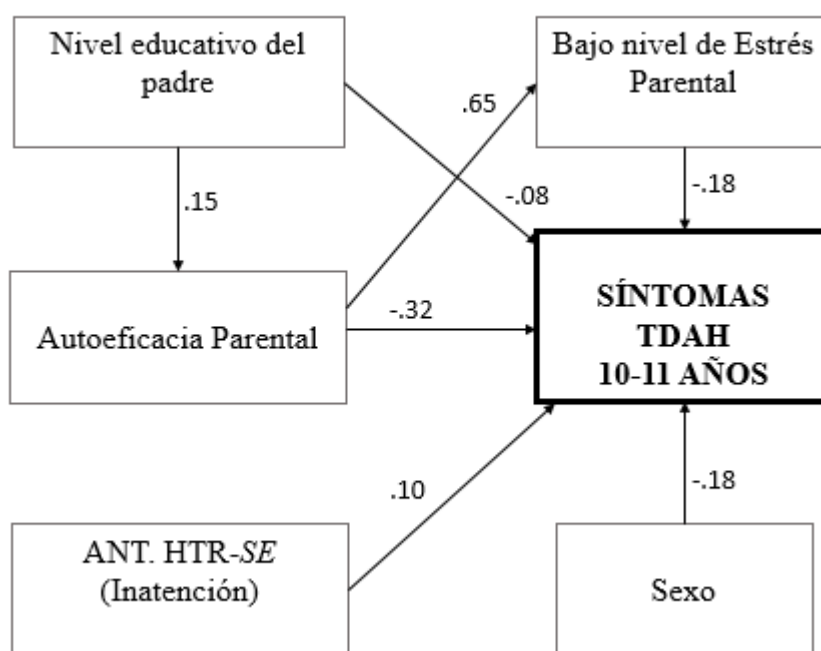 Nivel educativo del
padre
Bajo nivel de Estrés
Parental
.65
.15
-.08
-.18
Autoeficacia Parental
-.32
SÍNTOMAS
TDAH
10-11 AÑOS
.10
-.18
ANT. HTR-SE
(Inatención)
Sexo